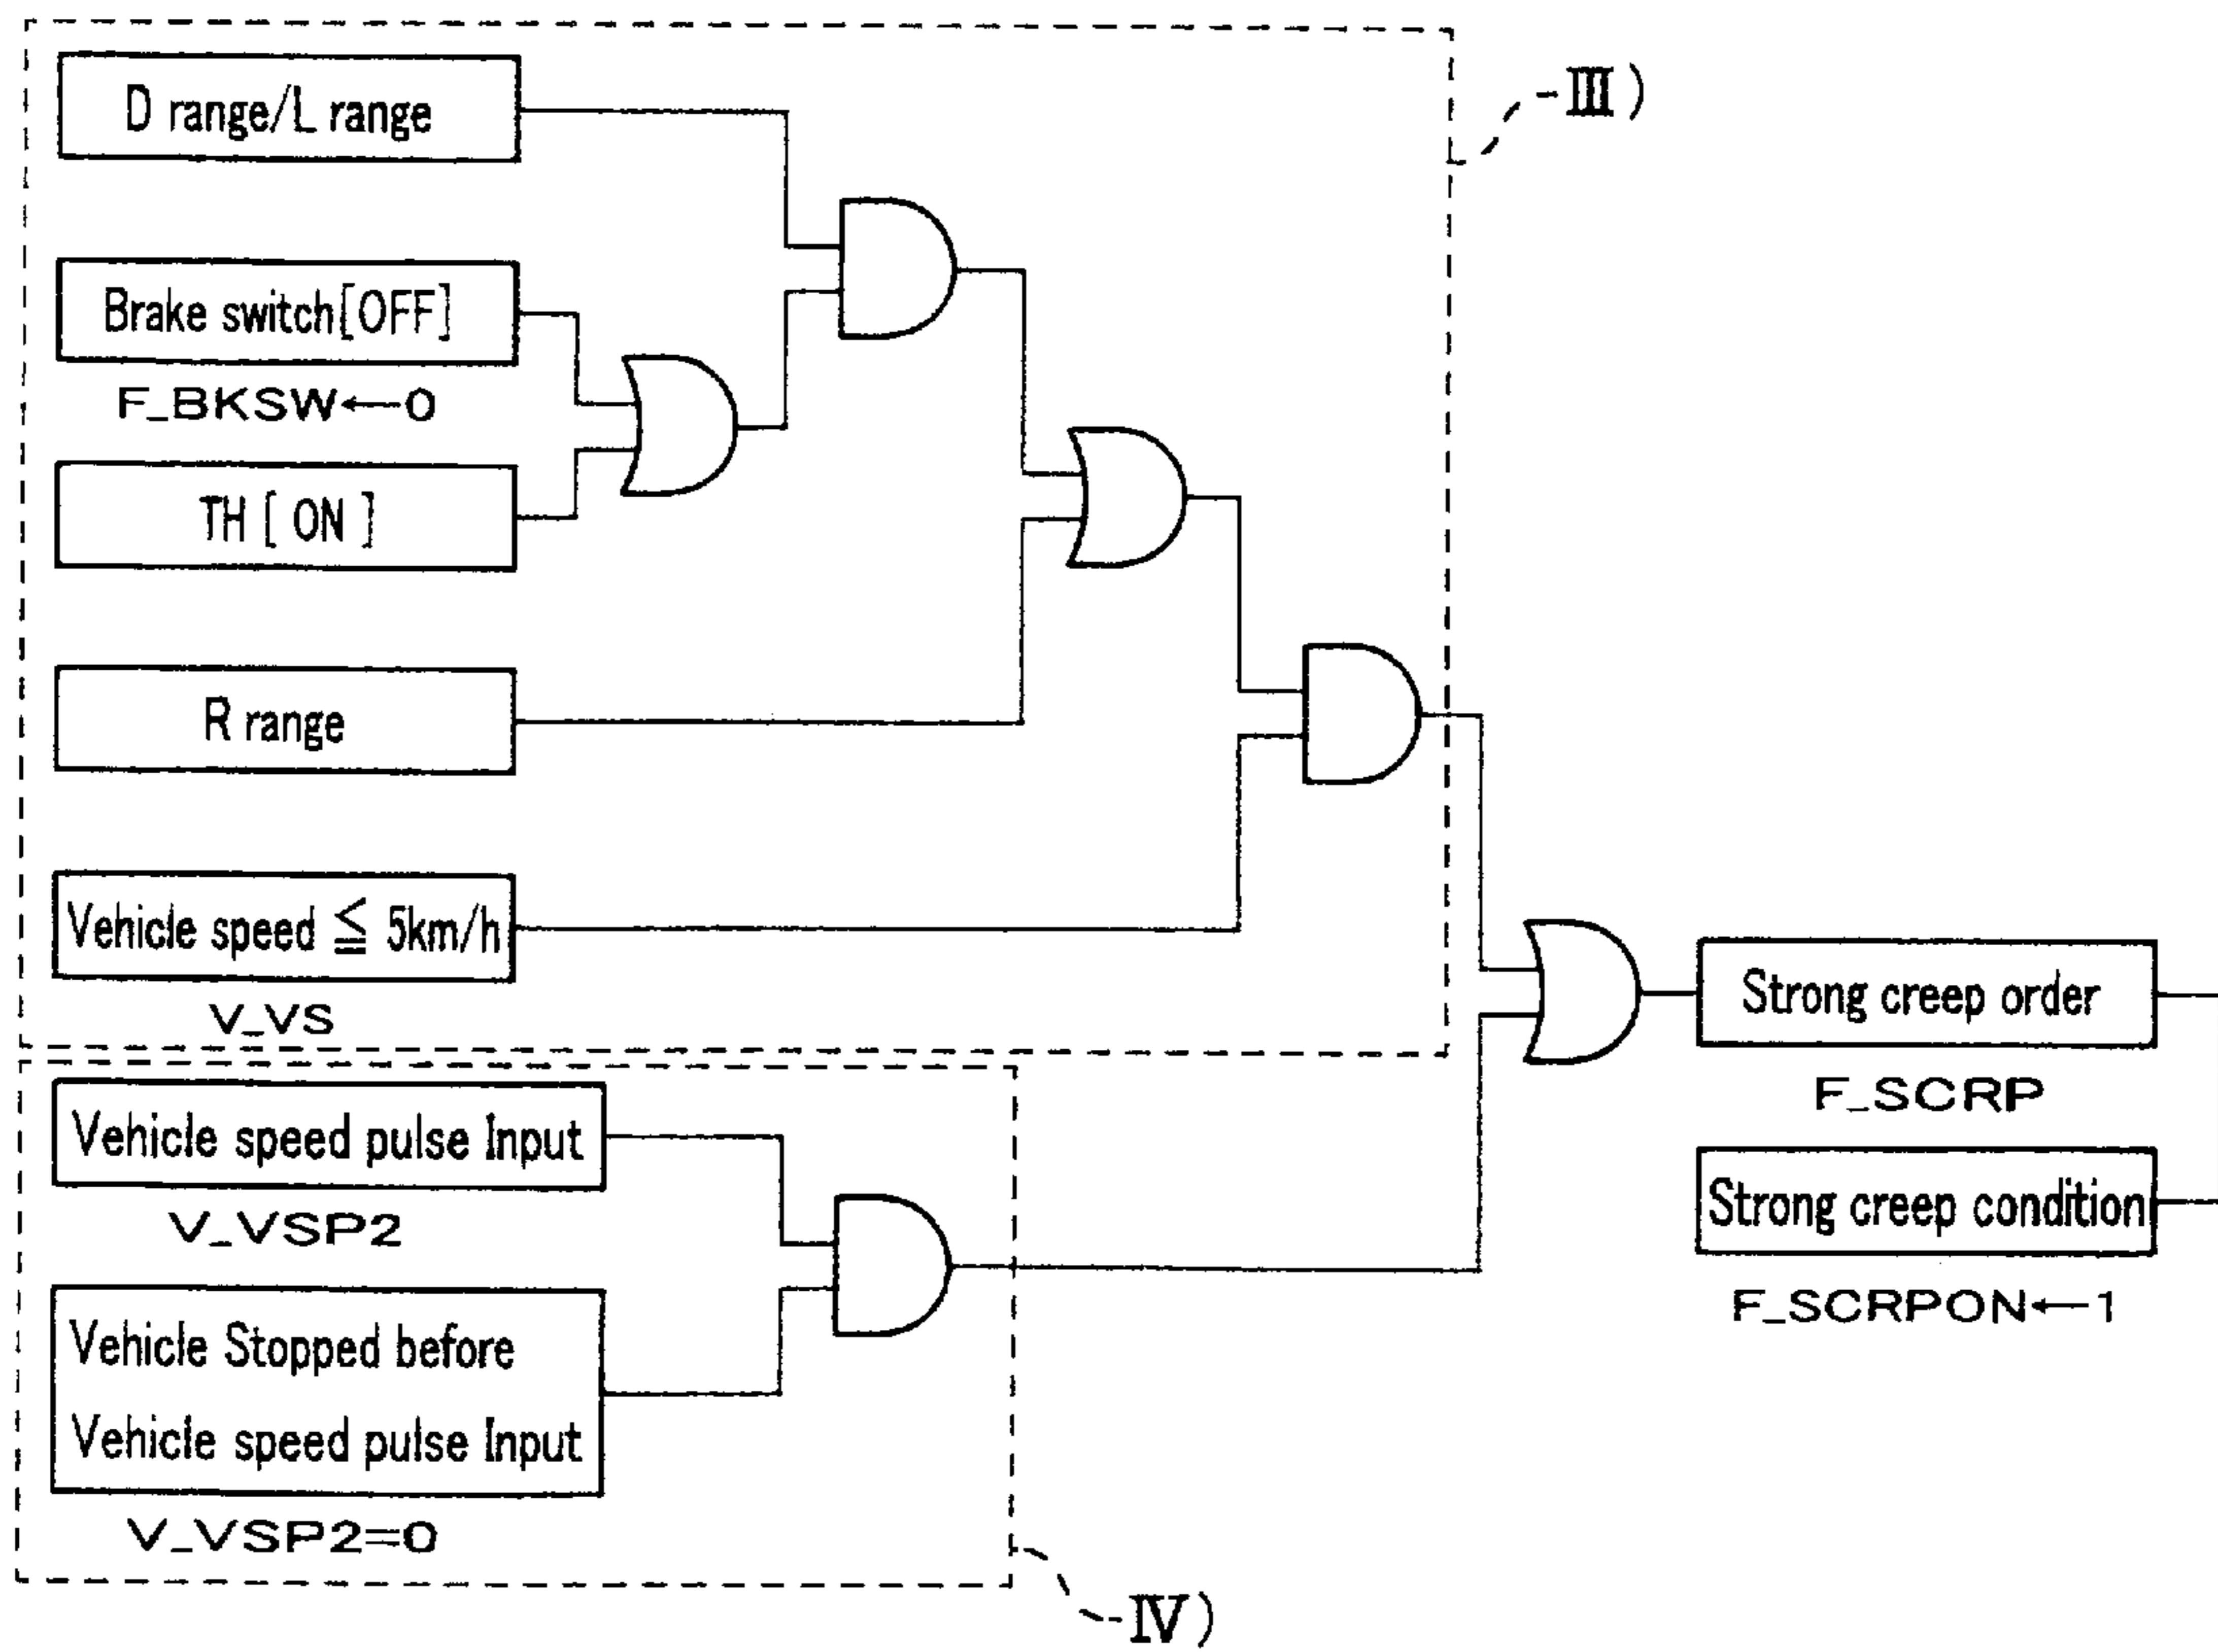 D range/L range
III)
Brake switch[OFF]
F_BKSW←0
TH [ ON ]
R range
Vehicle speed ≦ 5km/h
V_VS
Strong creep order
F_SCRP
Vehicle speed pulse Input
V_VSP2
Strong creep condition
F_SCRPON←1
Vehicle Stopped before
Vehicle speed pulse Input
V_VSP2=0
IV)